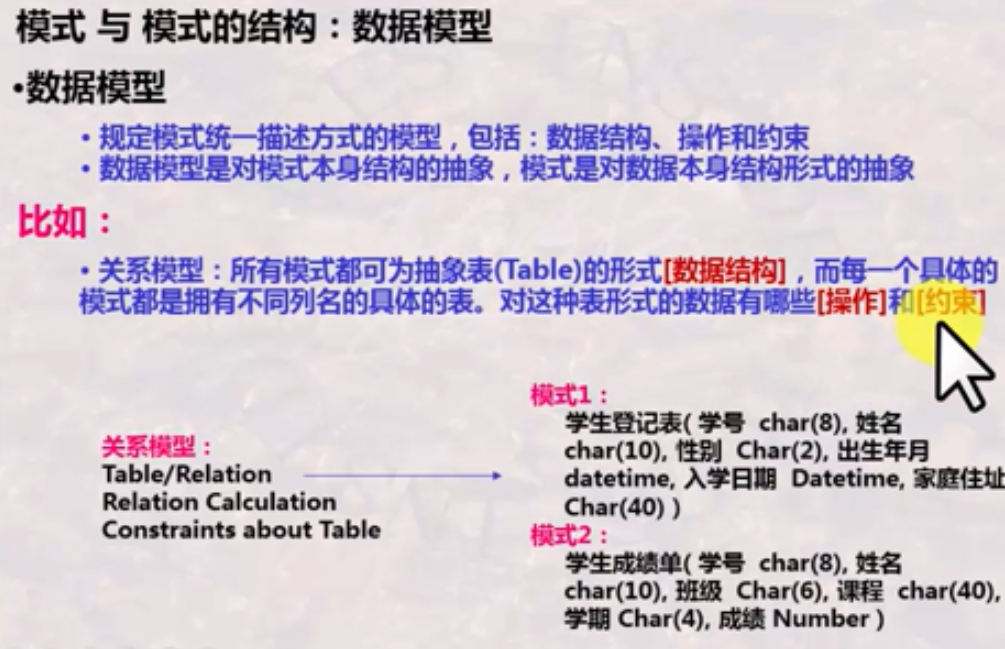 模式 与 模式的结构：数据模型
•数据模型
• 规定模式统一描述方式的模型，包括：数据结构、操作和约束
• 数据模型是对模式本身结构的抽象，模式是对数据本身结构形式的抽象
比如：
• 关系模型：所有模式都可为抽象表(Table)的形式[数据结构]，而每一个具体的
模式都是拥有不同列名的具体的表。对这种表形式的数据有哪些[操作]和[约束]
关系模型：
Table/Relation
Relation Calculation
Constraints about Table
模式1：
学生登记表( 学号 char(8), 姓名
char(10), 性别 Char(2), 出生年月
datetime, 入学日期 Datetime, 家庭住址
Char(40) )
模式2：
学生成绩单( 学号 char(8), 姓名
char(10), 班级 Char(6), 课程 char(40),
学期 Char(4), 成绩 Number )